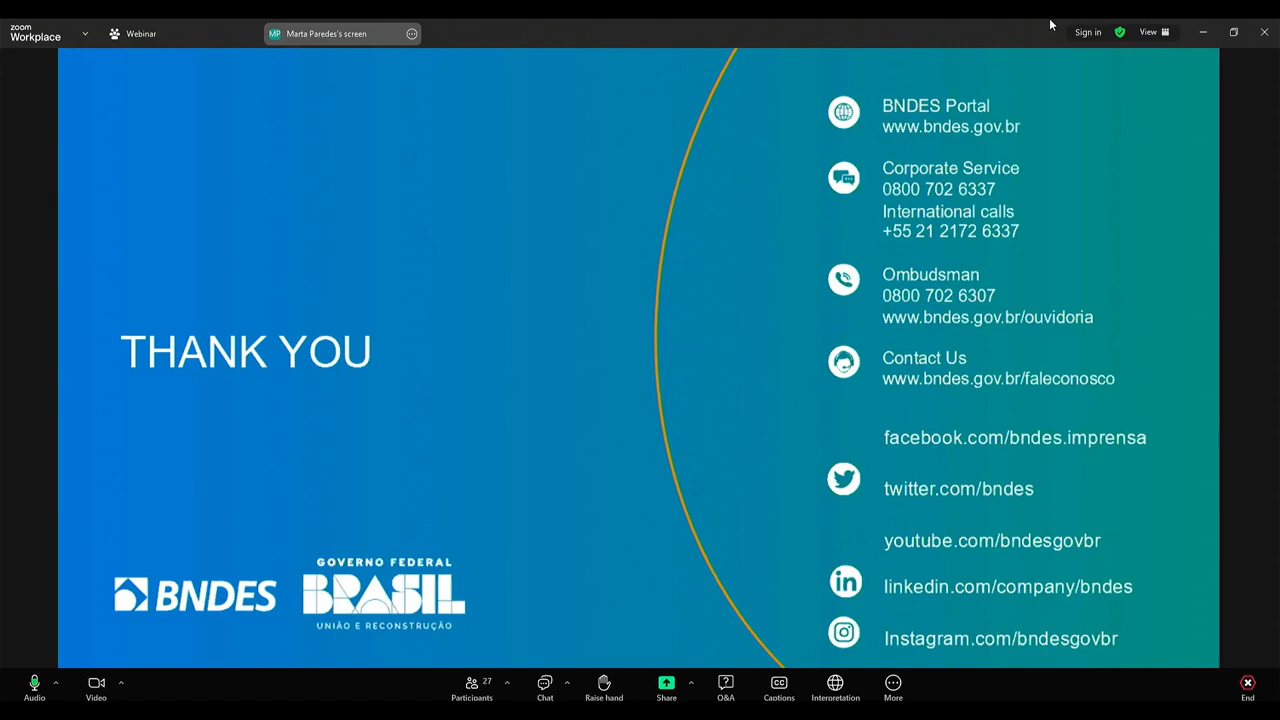 zoom
Workplace
Webinar
MP Marta Paredes's screen
Sign in
View
BNDES Portal
www.bndes.gov.br
Corporate Service
0800 702 6337
International calls
+55 21 2172 6337
Ombudsman
0800 702 6307
www.bndes.gov.br/ouvidoria
THANK YOU
Contact Us
www.bndes.gov.br/faleconosco
facebook.com/bndes.imprensa
twitter.com/bndes
youtube.com/bndesgovbr
in linkedin.com/company/bndes
Instagram.com/bndesgovbr
BNDES
GOVERNO FEDERAL
BRASIL
UNIÃO E RECONSTRUÇÃO
Audio
Video
Participants 27
Chat
Raise hand
Share
Q&A
CC
Captions
Interpretation
More
End